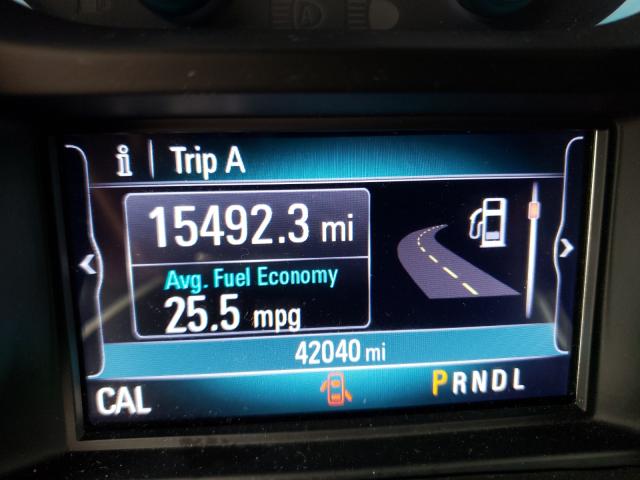 i | Trip A
15492.3 mi
Avg. Fuel Economy
25.5 mpg
42040 mi
CAL
PRNDL